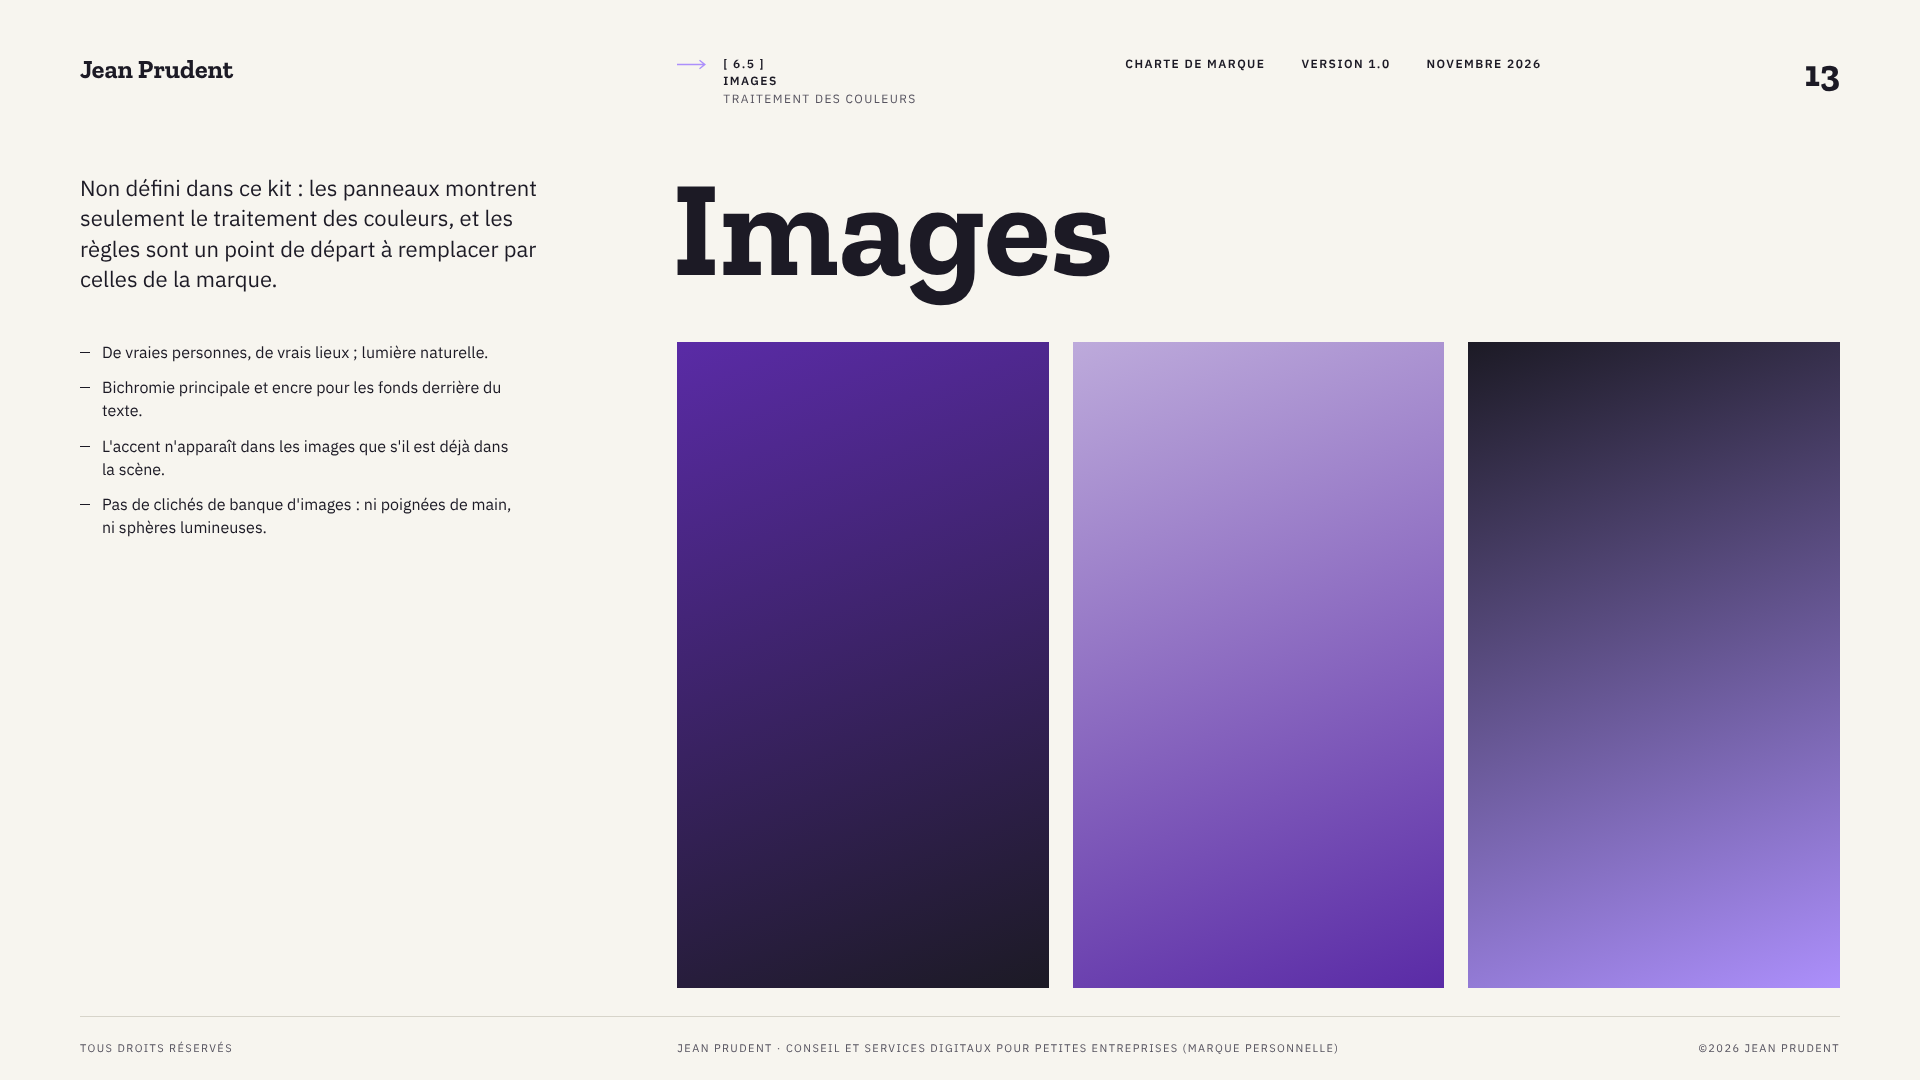 Jean Prudent
[ 6.5 ]
IMAGES
TRAITEMENT DES COULEURS
CHARTE DE MARQUE
VERSION 1.0
NOVEMBRE 2026
13
Non défini dans ce kit : les panneaux montrent
seulement le traitement des couleurs, et les
règles sont un point de départ à remplacer par
celles de la marque.
— De vraies personnes, de vrais lieux ; lumière naturelle.
— Bichromie principale et encre pour les fonds derrière du
texte.
— L'accent n'apparaît dans les images que s'il est déjà dans
la scène.
— Pas de clichés de banque d'images : ni poignées de main,
ni sphères lumineuses.
Images
TOUS DROITS RÉSERVÉS
JEAN PRUDENT · CONSEIL ET SERVICES DIGITAUX POUR PETITES ENTREPRISES (MARQUE PERSONNELLE)
©2026 JEAN PRUDENT